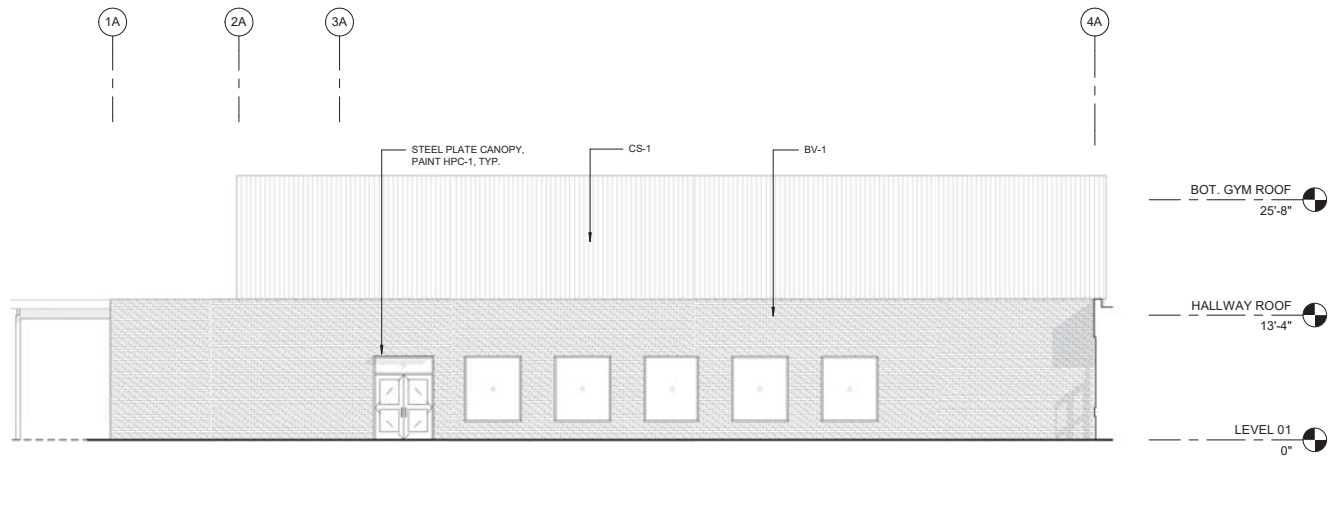 1A
2A
3A
4A
STEEL PLATE CANOPY,
PAINT HPC-1, TYP.
CS-1
BV-1
BOT. GYM ROOF
25'-8"
HALLWAY ROOF
13'-4"
LEVEL 01
0"